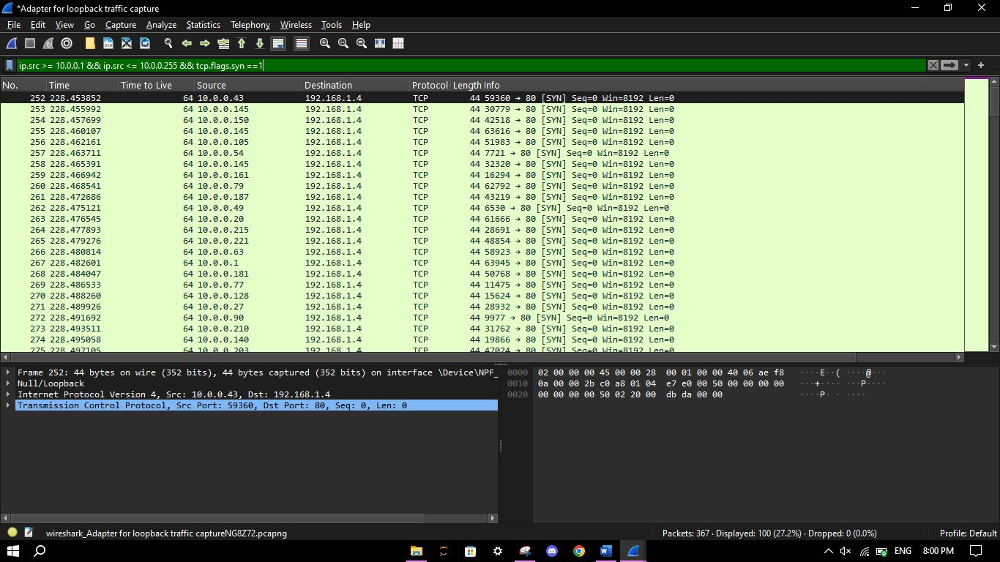 *Adapter for loopback traffic capture
File Edit View Go Capture Analyze Statistics Telephony Wireless Tools Help
ip.src >= 10.0.0.1 && ip.src <= 10.0.0.255 && tcp.flags.syn ==1
No. Time Time to Live Source Destination Protocol Length Info
252 228.453852 64 10.0.0.43 192.168.1.4 TCP 44 59360 → 80 [SYN] Seq=0 Win=8192 Len=0
253 228.455992 64 10.0.0.145 192.168.1.4 TCP 44 30779 → 80 [SYN] Seq=0 Win=8192 Len=0
254 228.457699 64 10.0.0.150 192.168.1.4 TCP 44 42518 → 80 [SYN] Seq=0 Win=8192 Len=0
255 228.460107 64 10.0.0.145 192.168.1.4 TCP 44 63616 → 80 [SYN] Seq=0 Win=8192 Len=0
256 228.462161 64 10.0.0.105 192.168.1.4 TCP 44 51983 → 80 [SYN] Seq=0 Win=8192 Len=0
257 228.463711 64 10.0.0.54 192.168.1.4 TCP 44 7721 → 80 [SYN] Seq=0 Win=8192 Len=0
258 228.465391 64 10.0.0.145 192.168.1.4 TCP 44 32320 → 80 [SYN] Seq=0 Win=8192 Len=0
259 228.466942 64 10.0.0.161 192.168.1.4 TCP 44 16294 → 80 [SYN] Seq=0 Win=8192 Len=0
260 228.468541 64 10.0.0.79 192.168.1.4 TCP 44 62792 → 80 [SYN] Seq=0 Win=8192 Len=0
261 228.472686 64 10.0.0.187 192.168.1.4 TCP 44 43219 → 80 [SYN] Seq=0 Win=8192 Len=0
262 228.475121 64 10.0.0.49 192.168.1.4 TCP 44 6530 → 80 [SYN] Seq=0 Win=8192 Len=0
263 228.476545 64 10.0.0.20 192.168.1.4 TCP 44 61666 → 80 [SYN] Seq=0 Win=8192 Len=0
264 228.477893 64 10.0.0.215 192.168.1.4 TCP 44 28691 → 80 [SYN] Seq=0 Win=8192 Len=0
265 228.479276 64 10.0.0.221 192.168.1.4 TCP 44 48854 → 80 [SYN] Seq=0 Win=8192 Len=0
266 228.480814 64 10.0.0.63 192.168.1.4 TCP 44 58923 → 80 [SYN] Seq=0 Win=8192 Len=0
267 228.482601 64 10.0.0.1 192.168.1.4 TCP 44 63945 → 80 [SYN] Seq=0 Win=8192 Len=0
268 228.484047 64 10.0.0.181 192.168.1.4 TCP 44 50768 → 80 [SYN] Seq=0 Win=8192 Len=0
269 228.486533 64 10.0.0.77 192.168.1.4 TCP 44 11475 → 80 [SYN] Seq=0 Win=8192 Len=0
270 228.488260 64 10.0.0.128 192.168.1.4 TCP 44 15624 → 80 [SYN] Seq=0 Win=8192 Len=0
271 228.489926 64 10.0.0.27 192.168.1.4 TCP 44 28932 → 80 [SYN] Seq=0 Win=8192 Len=0
272 228.491692 64 10.0.0.90 192.168.1.4 TCP 44 9977 → 80 [SYN] Seq=0 Win=8192 Len=0
273 228.493511 64 10.0.0.210 192.168.1.4 TCP 44 31762 → 80 [SYN] Seq=0 Win=8192 Len=0
274 228.495058 64 10.0.0.140 192.168.1.4 TCP 44 19866 → 80 [SYN] Seq=0 Win=8192 Len=0
275 228.497105 64 10.0.0.203 192.168.1.4 TCP 44 47024 → 80 [SYN] Seq=0 Win=8192 Len=0
Frame 252: 44 bytes on wire (352 bits), 44 bytes captured (352 bits) on interface \Device\NPF_
Null/Loopback
Internet Protocol Version 4, Src: 10.0.0.43, Dst: 192.168.1.4
Transmission Control Protocol, Src Port: 59360, Dst Port: 80, Seq: 0, Len: 0
0000 02 00 00 00 45 00 00 28 00 01 00 00 40 06 ae f8 ····E··( ····@···
0010 0a 00 00 2b c0 a8 01 04 e7 e0 00 50 00 00 00 00 ···+···· ···P····
0020 00 00 00 00 50 02 20 00 db da 00 00 ····P· · ····
wireshark_Adapter for loopback traffic captureNG8Z72.pcapng
Packets: 367 · Displayed: 100 (27.2%) · Dropped: 0 (0.0%)
Profile: Default
ENG 8:00 PM